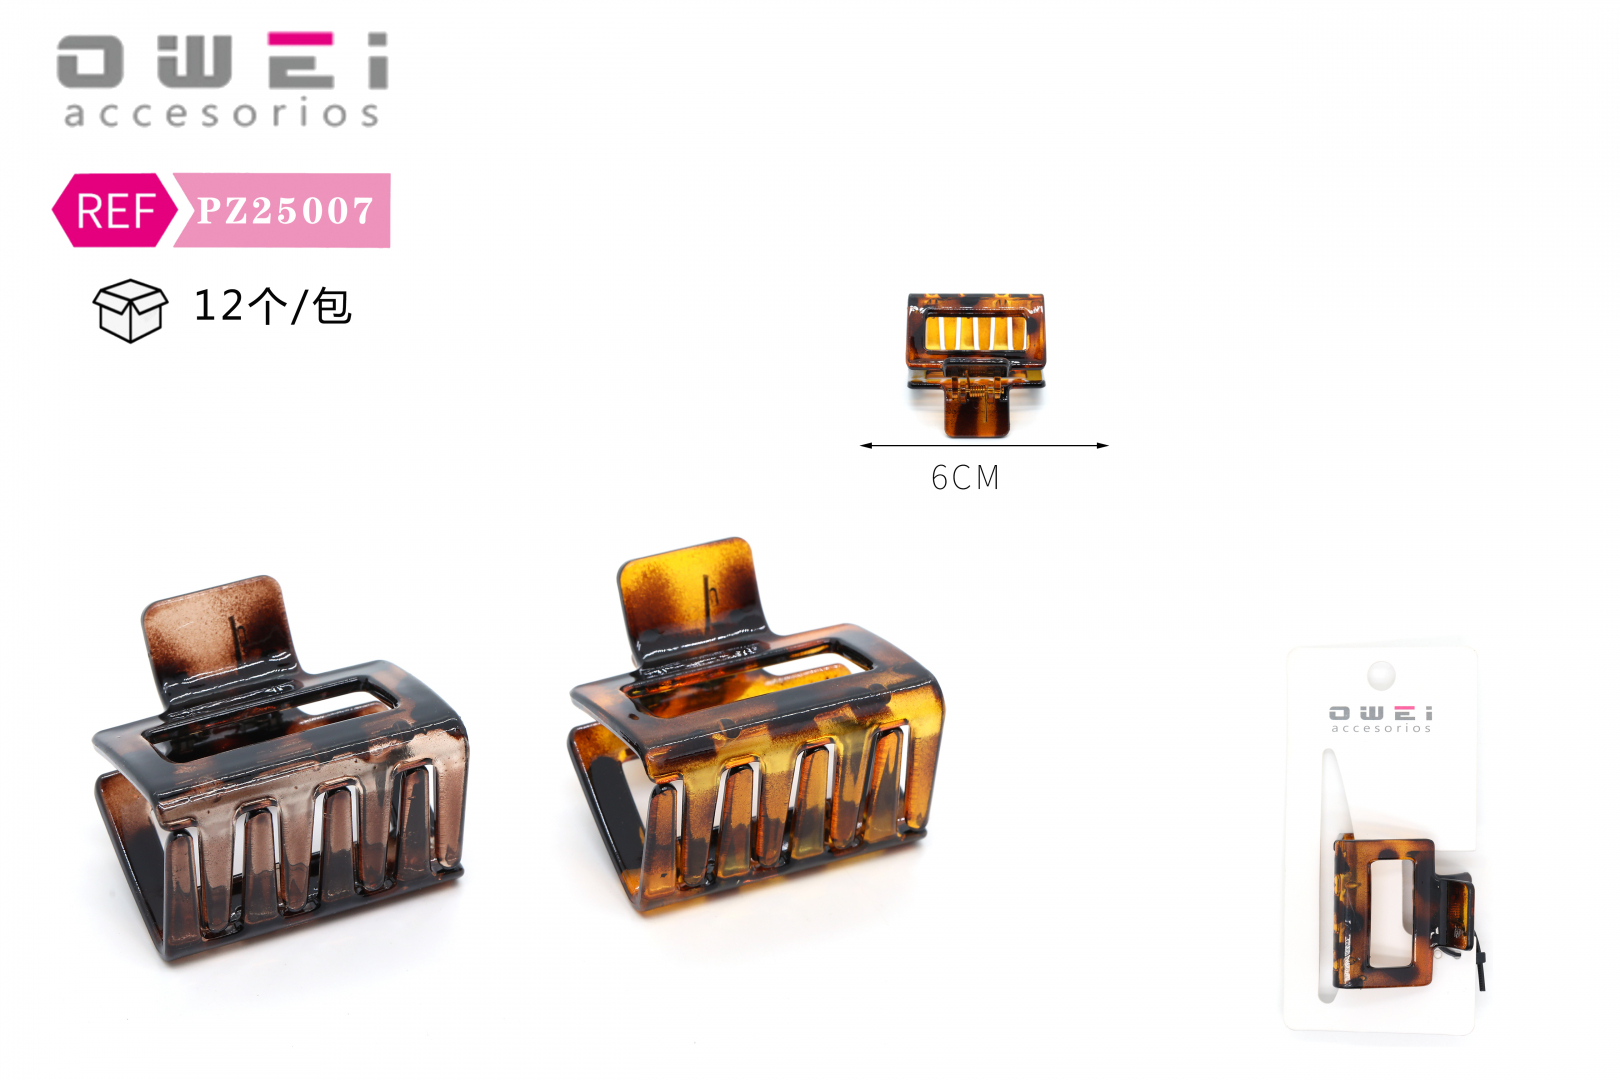 OWEi
accesorios
REF PZ25007
12个/包
6CM
h
h
OWEi
accesorios